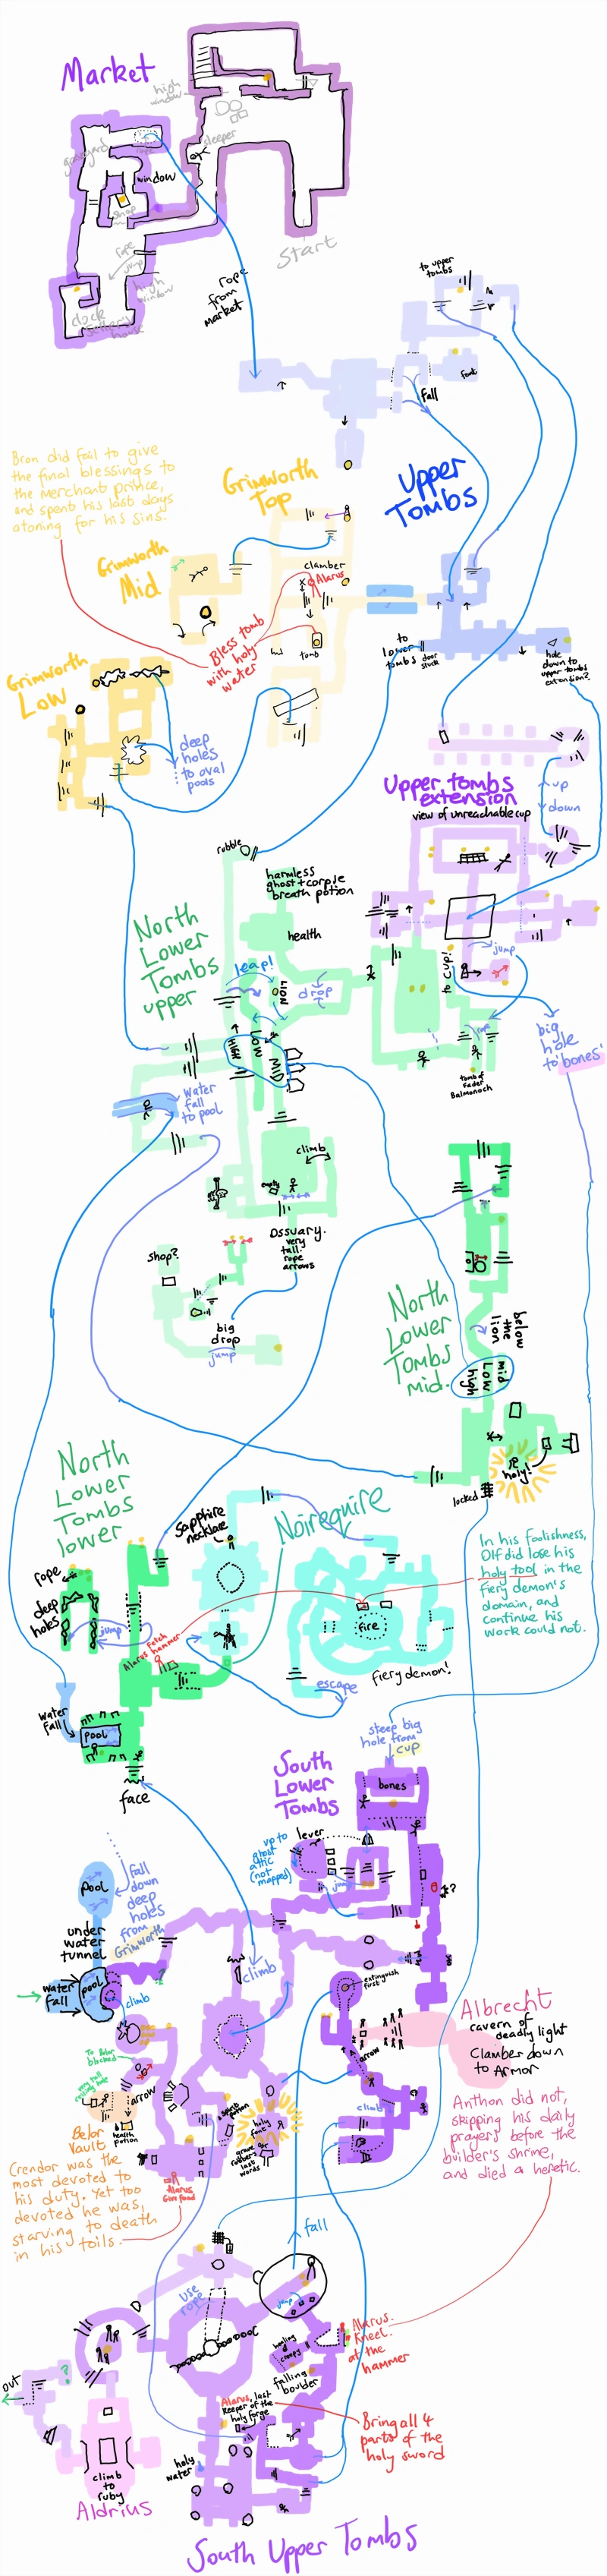 Market
high
window
sleeper
graveyard
window
shop
rope
jump
high
window
clock
seller's
house
Start
rope
from
Market
to upper
tombs
font
fall
Upper
Tombs
Bron did fail to give
the final blessings to
the merchant prince,
and spent his last days
atoning for his sins.
Grimworth
Top
Grimworth
Mid
clamber
Alarus
tomb
Bless tomb
with holy
water
to
lower
tombs
door
stuck
hole
down to
upper tombs
extension?
Grimworth
Low
deep
holes
to oval
pools
Upper tombs
extension
view of unreachable cup
up
down
rubble
harmless
ghost + corpse
breath potion
health
North
Lower
Tombs
upper
leap!
LION
drop
to cup!
jump
rope
tomb of
Fader
Balmonoch
big
hole
to 'bones'
HIGH
LOW
MID
water
fall
to pool
climb
empty
Ossuary.
very
tall.
rope
arrows
shop?
big
drop
jump
North
Lower
Tombs
mid.
below
the
lion
mid
Low
high
holy!
locked
North
Lower
Tombs
lower
Sapphire
necklace
Noirequire
rope
deep
holes
jump
Alarus fetch
hammer
fire
fiery demon!
escape
In his foolishness,
Olf did lose his
holy tool in the
fiery demon's
domain, and
continue his
work could not.
water
fall
pool
face
steep big
hole from
cup
South
Lower
Tombs
bones
lever
up to
ghost
attic
(not
mapped)
jump
?
pool
fall
down
deep
holes
from
Grimworth
under
water
tunnel
water
fall
pool
climb
climb
?
extinguish
first
To Belor
blocked
arrow
health
potion
Belor
Vault
potion
holy
font
grave
robber's
last
words
Alarus
Give food
arrow
climb
Albrecht
cavern of
deadly light
Clamber down
to Armor
Anthon did not,
skipping his daily
prayers before the
builder's shrine,
and died a heretic.
Crendor was the
most devoted to
his duty. Yet too
devoted he was,
starving to death
in his toils.
fall
use
rope
jump
healing
corpse
falling
boulder
Alarus.
Kneel
at the
hammer
out
?
Alarus, last
keeper of the
holy forge
Bring all 4
parts of the
holy sword
holy
water
climb
to
ruby
Aldrius
South Upper Tombs